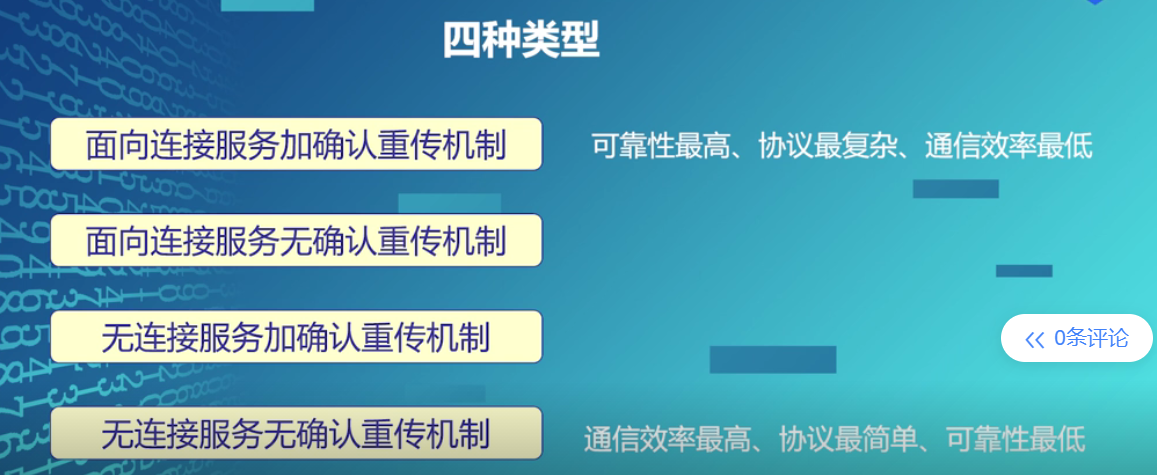 四种类型
面向连接服务加确认重传机制
可靠性最高、协议最复杂、通信效率最低
面向连接服务无确认重传机制
无连接服务加确认重传机制
0条评论
无连接服务无确认重传机制
通信效率最高、协议最简单、可靠性最低